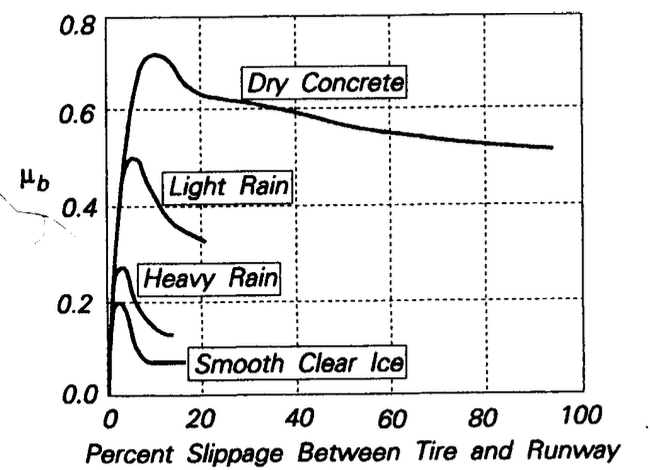 0.8
Dry Concrete
0.6
μb
Light Rain
0.4
Heavy Rain
0.2
Smooth Clear Ice
0.0
0 20 40 60 80 100
Percent Slippage Between Tire and Runway